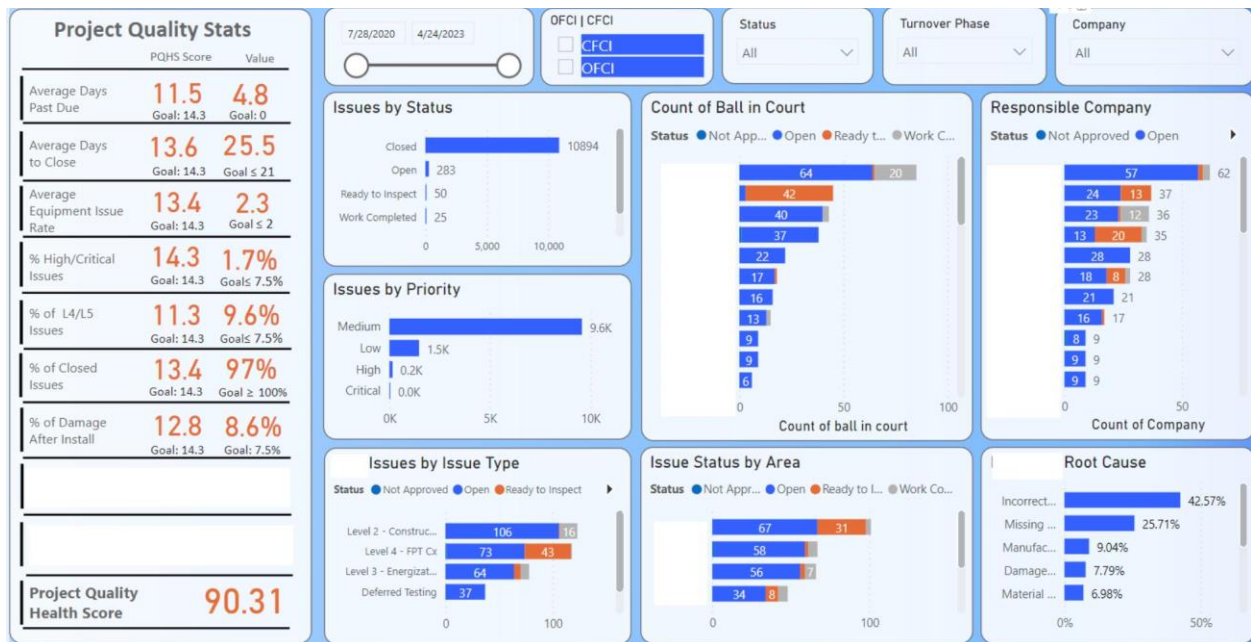 Project Quality Stats
PQHS Score Value
Average Days Past Due 11.5 4.8
Goal: 14.3 Goal: 0
Average Days to Close 13.6 25.5
Goal: 14.3 Goal ≤ 21
Average Equipment Issue Rate 13.4 2.3
Goal: 14.3 Goal ≤ 2
% High/Critical Issues 14.3 1.7%
Goal: 14.3 Goal≤ 7.5%
% of L4/L5 Issues 11.3 9.6%
Goal: 14.3 Goal≤ 7.5%
% of Closed Issues 13.4 97%
Goal: 14.3 Goal ≥ 100%
% of Damage After Install 12.8 8.6%
Goal: 14.3 Goal: 7.5%
Project Quality Health Score 90.31
7/28/2020 4/24/2023
OFCI | CFCI
CFCI
OFCI
Status
All
Turnover Phase
All
Company
All
Issues by Status
Closed 10894
Open 283
Ready to Inspect 50
Work Completed 25
0 5,000 10,000
Issues by Priority
Medium 9.6K
Low 1.5K
High 0.2K
Critical 0.0K
0K 5K 10K
Count of Ball in Court
Status Not App... Open Ready t... Work C...
64 20
42
40
37
22
17
16
13
9
9
6
0 50 100
Count of ball in court
Responsible Company
Status Not Approved Open
57 62
24 13 37
23 12 36
13 20 35
28 28
18 8 28
21 21
16 17
8 9
9 9
9 9
0 50
Count of Company
Issues by Issue Type
Status Not Approved Open Ready to Inspect
Level 2 - Construc... 106 16
Level 4 - FPT Cx 73 43
Level 3 - Energizat... 64
Deferred Testing 37
0 100
Issue Status by Area
Status Not Appr... Open Ready to I... Work Co...
67 31
58
56 7
34 8
0 100
Root Cause
Incorrect... 42.57%
Missing ... 25.71%
Manufac... 9.04%
Damage... 7.79%
Material ... 6.98%
0% 50%